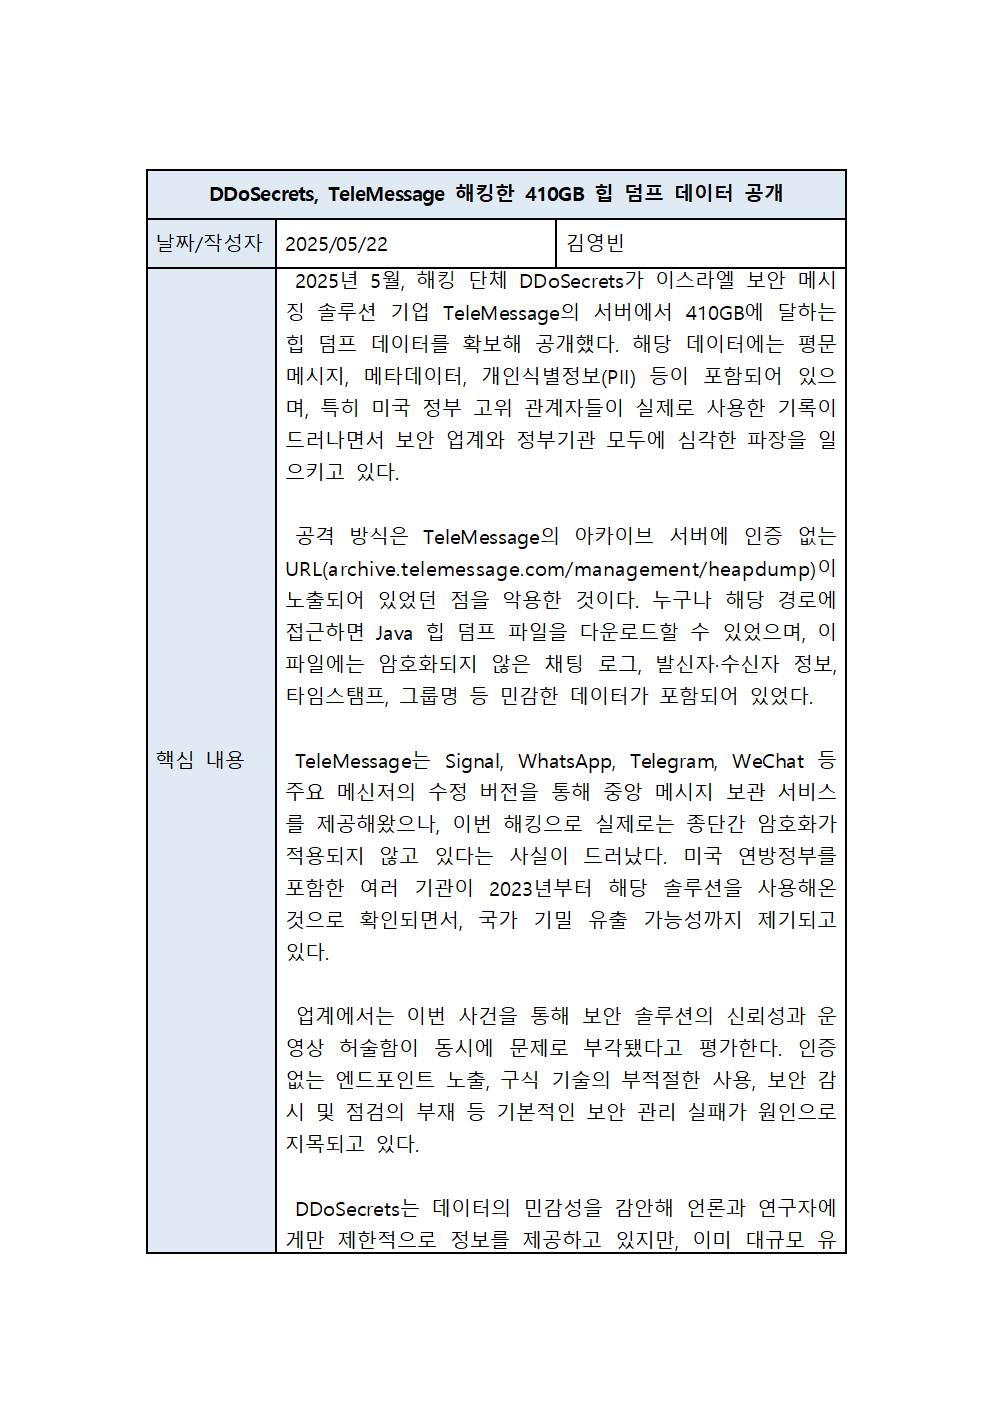 DDoSecrets, TeleMessage 해킹한 410GB 힙 덤프 데이터 공개
날짜/작성자 2025/05/22 김영빈
핵심 내용
2025년 5월, 해킹 단체 DDoSecrets가 이스라엘 보안 메시
징 솔루션 기업 TeleMessage의 서버에서 410GB에 달하는
힙 덤프 데이터를 확보해 공개했다. 해당 데이터에는 평문
메시지, 메타데이터, 개인식별정보(PII) 등이 포함되어 있으
며, 특히 미국 정부 고위 관계자들이 실제로 사용한 기록이
드러나면서 보안 업계와 정부기관 모두에 심각한 파장을 일
으키고 있다.
공격 방식은 TeleMessage의 아카이브 서버에 인증 없는
URL(archive.telemessage.com/management/heapdump)이
노출되어 있었던 점을 악용한 것이다. 누구나 해당 경로에
접근하면 Java 힙 덤프 파일을 다운로드할 수 있었으며, 이
파일에는 암호화되지 않은 채팅 로그, 발신자·수신자 정보,
타임스탬프, 그룹명 등 민감한 데이터가 포함되어 있었다.
TeleMessage는 Signal, WhatsApp, Telegram, WeChat 등
주요 메신저의 수정 버전을 통해 중앙 메시지 보관 서비스
를 제공해왔으나, 이번 해킹으로 실제로는 종단간 암호화가
적용되지 않고 있다는 사실이 드러났다. 미국 연방정부를
포함한 여러 기관이 2023년부터 해당 솔루션을 사용해온
것으로 확인되면서, 국가 기밀 유출 가능성까지 제기되고
있다.
업계에서는 이번 사건을 통해 보안 솔루션의 신뢰성과 운
영상 허술함이 동시에 문제로 부각됐다고 평가한다. 인증
없는 엔드포인트 노출, 구식 기술의 부적절한 사용, 보안 감
시 및 점검의 부재 등 기본적인 보안 관리 실패가 원인으로
지목되고 있다.
DDoSecrets는 데이터의 민감성을 감안해 언론과 연구자에
게만 제한적으로 정보를 제공하고 있지만, 이미 대규모 유